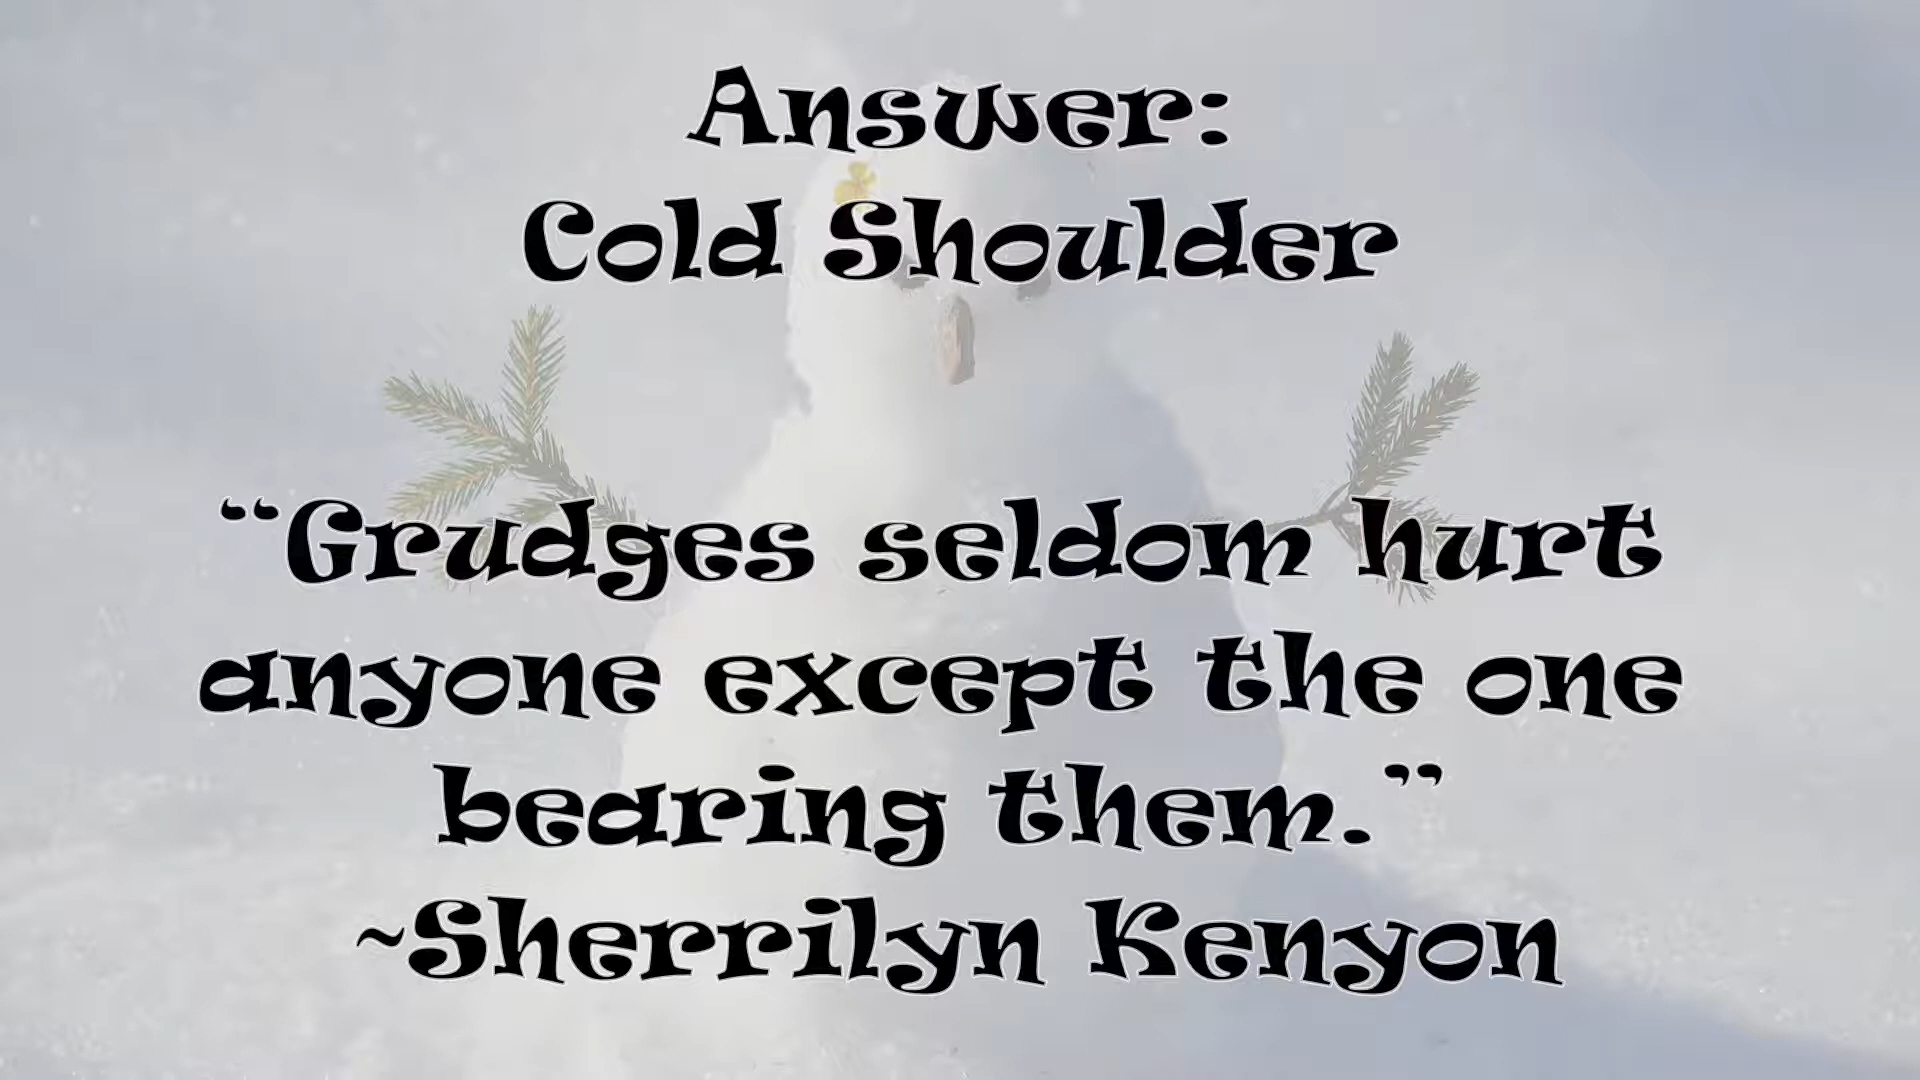 Answer:
Cold Shoulder
“Grudges seldom hurt
anyone except the one
bearing them.”
~Sherrilyn Kenyon